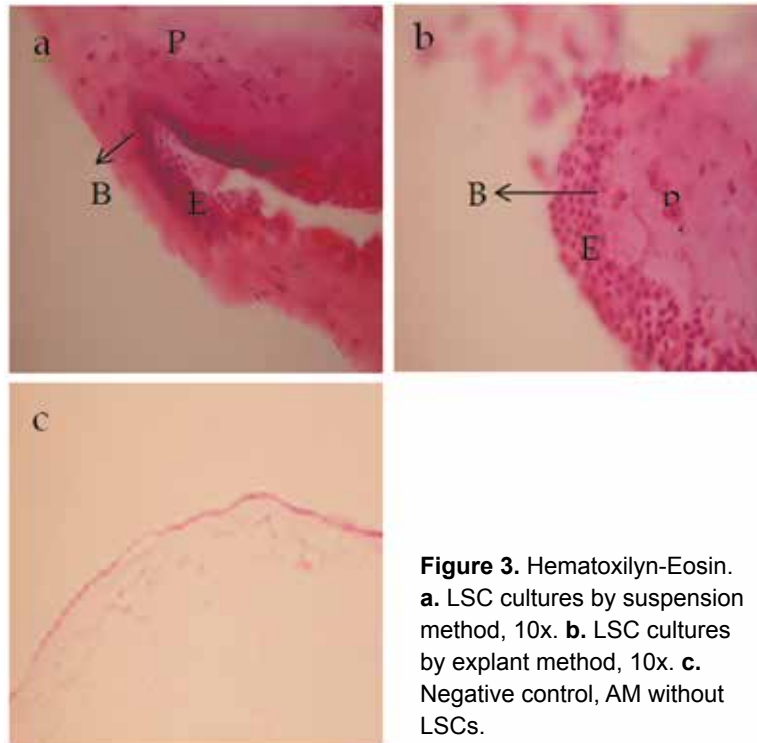 a
P
B
E
b
B
P
E
c
Figure 3. Hematoxilyn-Eosin.
a. LSC cultures by suspension
method, 10x. b. LSC cultures
by explant method, 10x. c.
Negative control, AM without
LSCs.